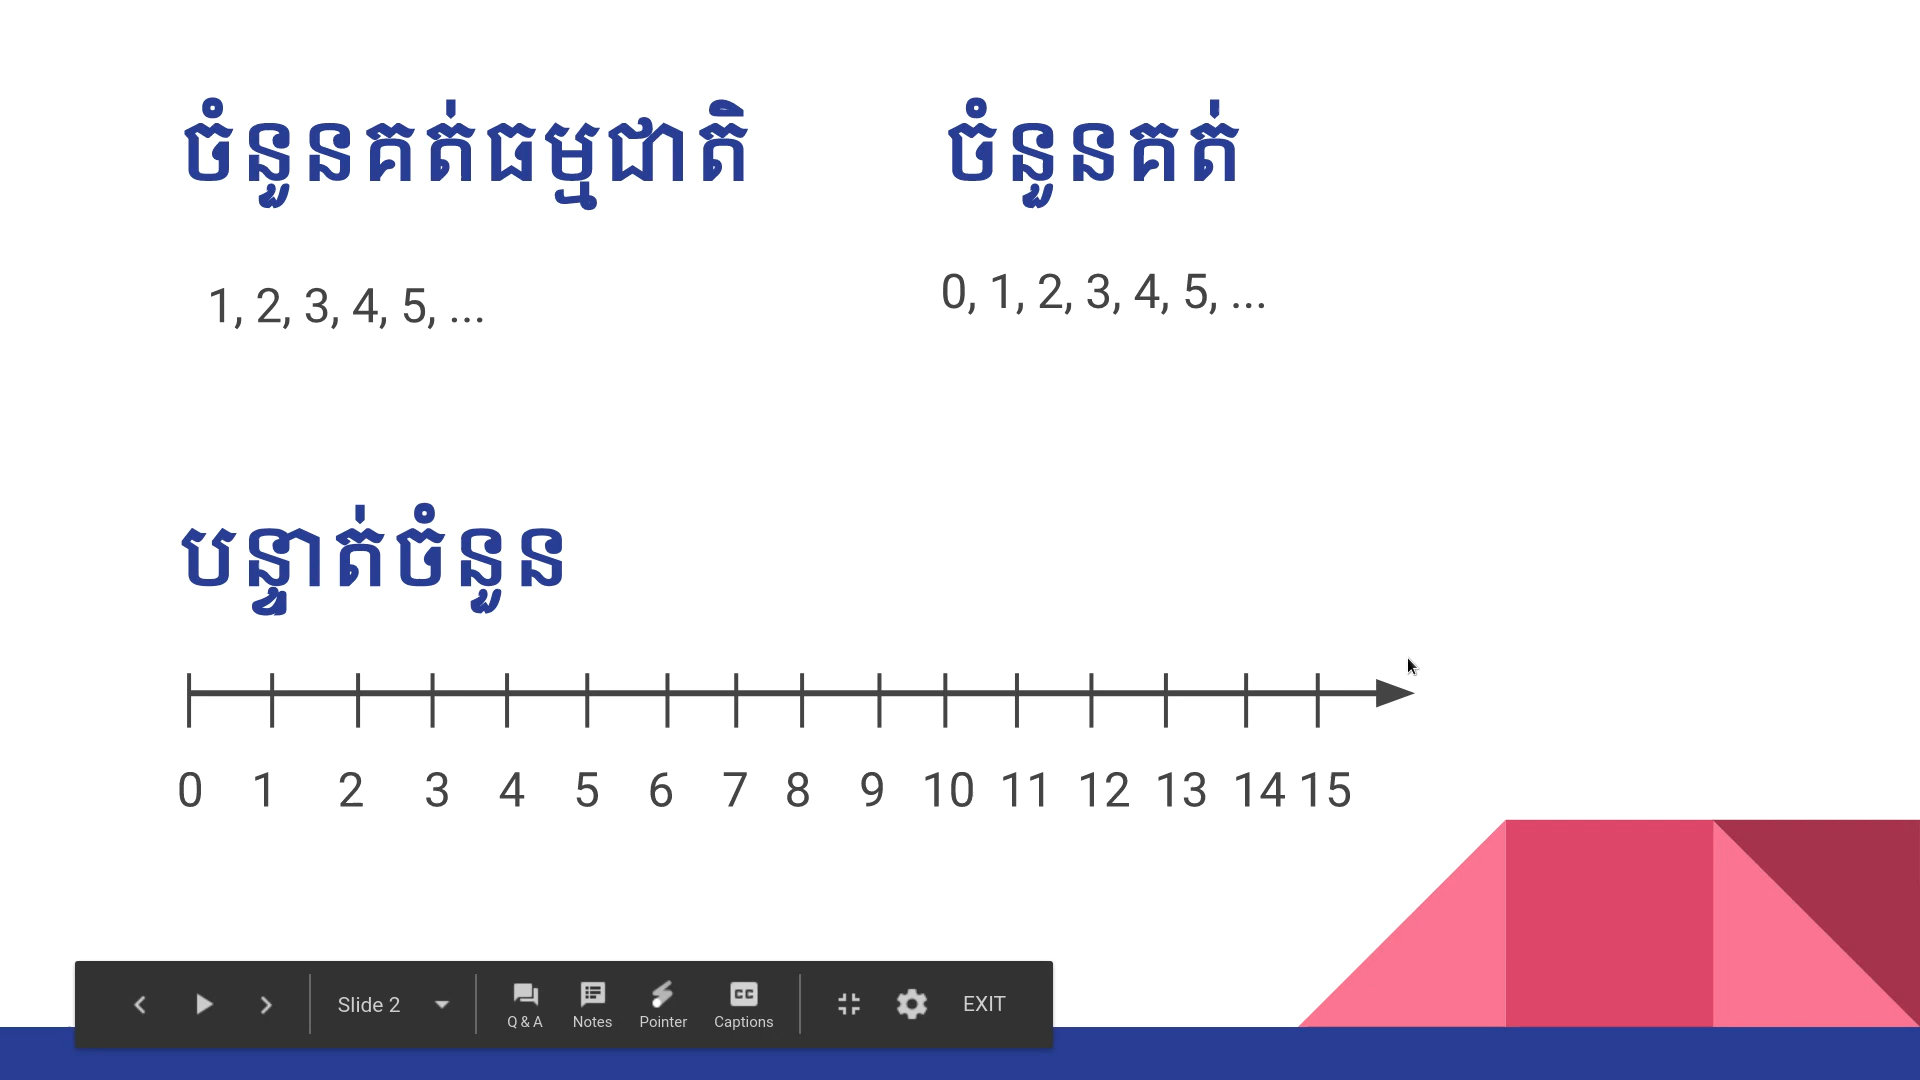 ចំនួនគត់ធម្មជាតិ
1, 2, 3, 4, 5, ...
ចំនួនគត់
0, 1, 2, 3, 4, 5, ...
បន្ទាត់ចំនួន
0 1 2 3 4 5 6 7 8 9 10 11 12 13 14 15
Slide 2
Q & A
Notes
Pointer
CC
Captions
EXIT